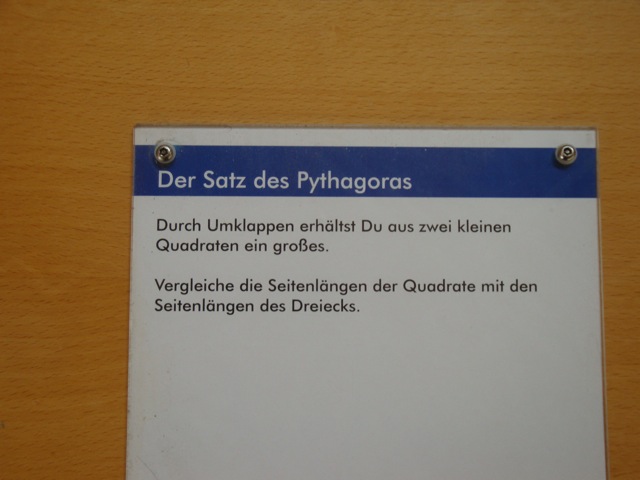 Der Satz des Pythagoras
Durch Umklappen erhältst Du aus zwei kleinen
Quadraten ein großes.
Vergleiche die Seitenlängen der Quadrate mit den
Seitenlängen des Dreiecks.